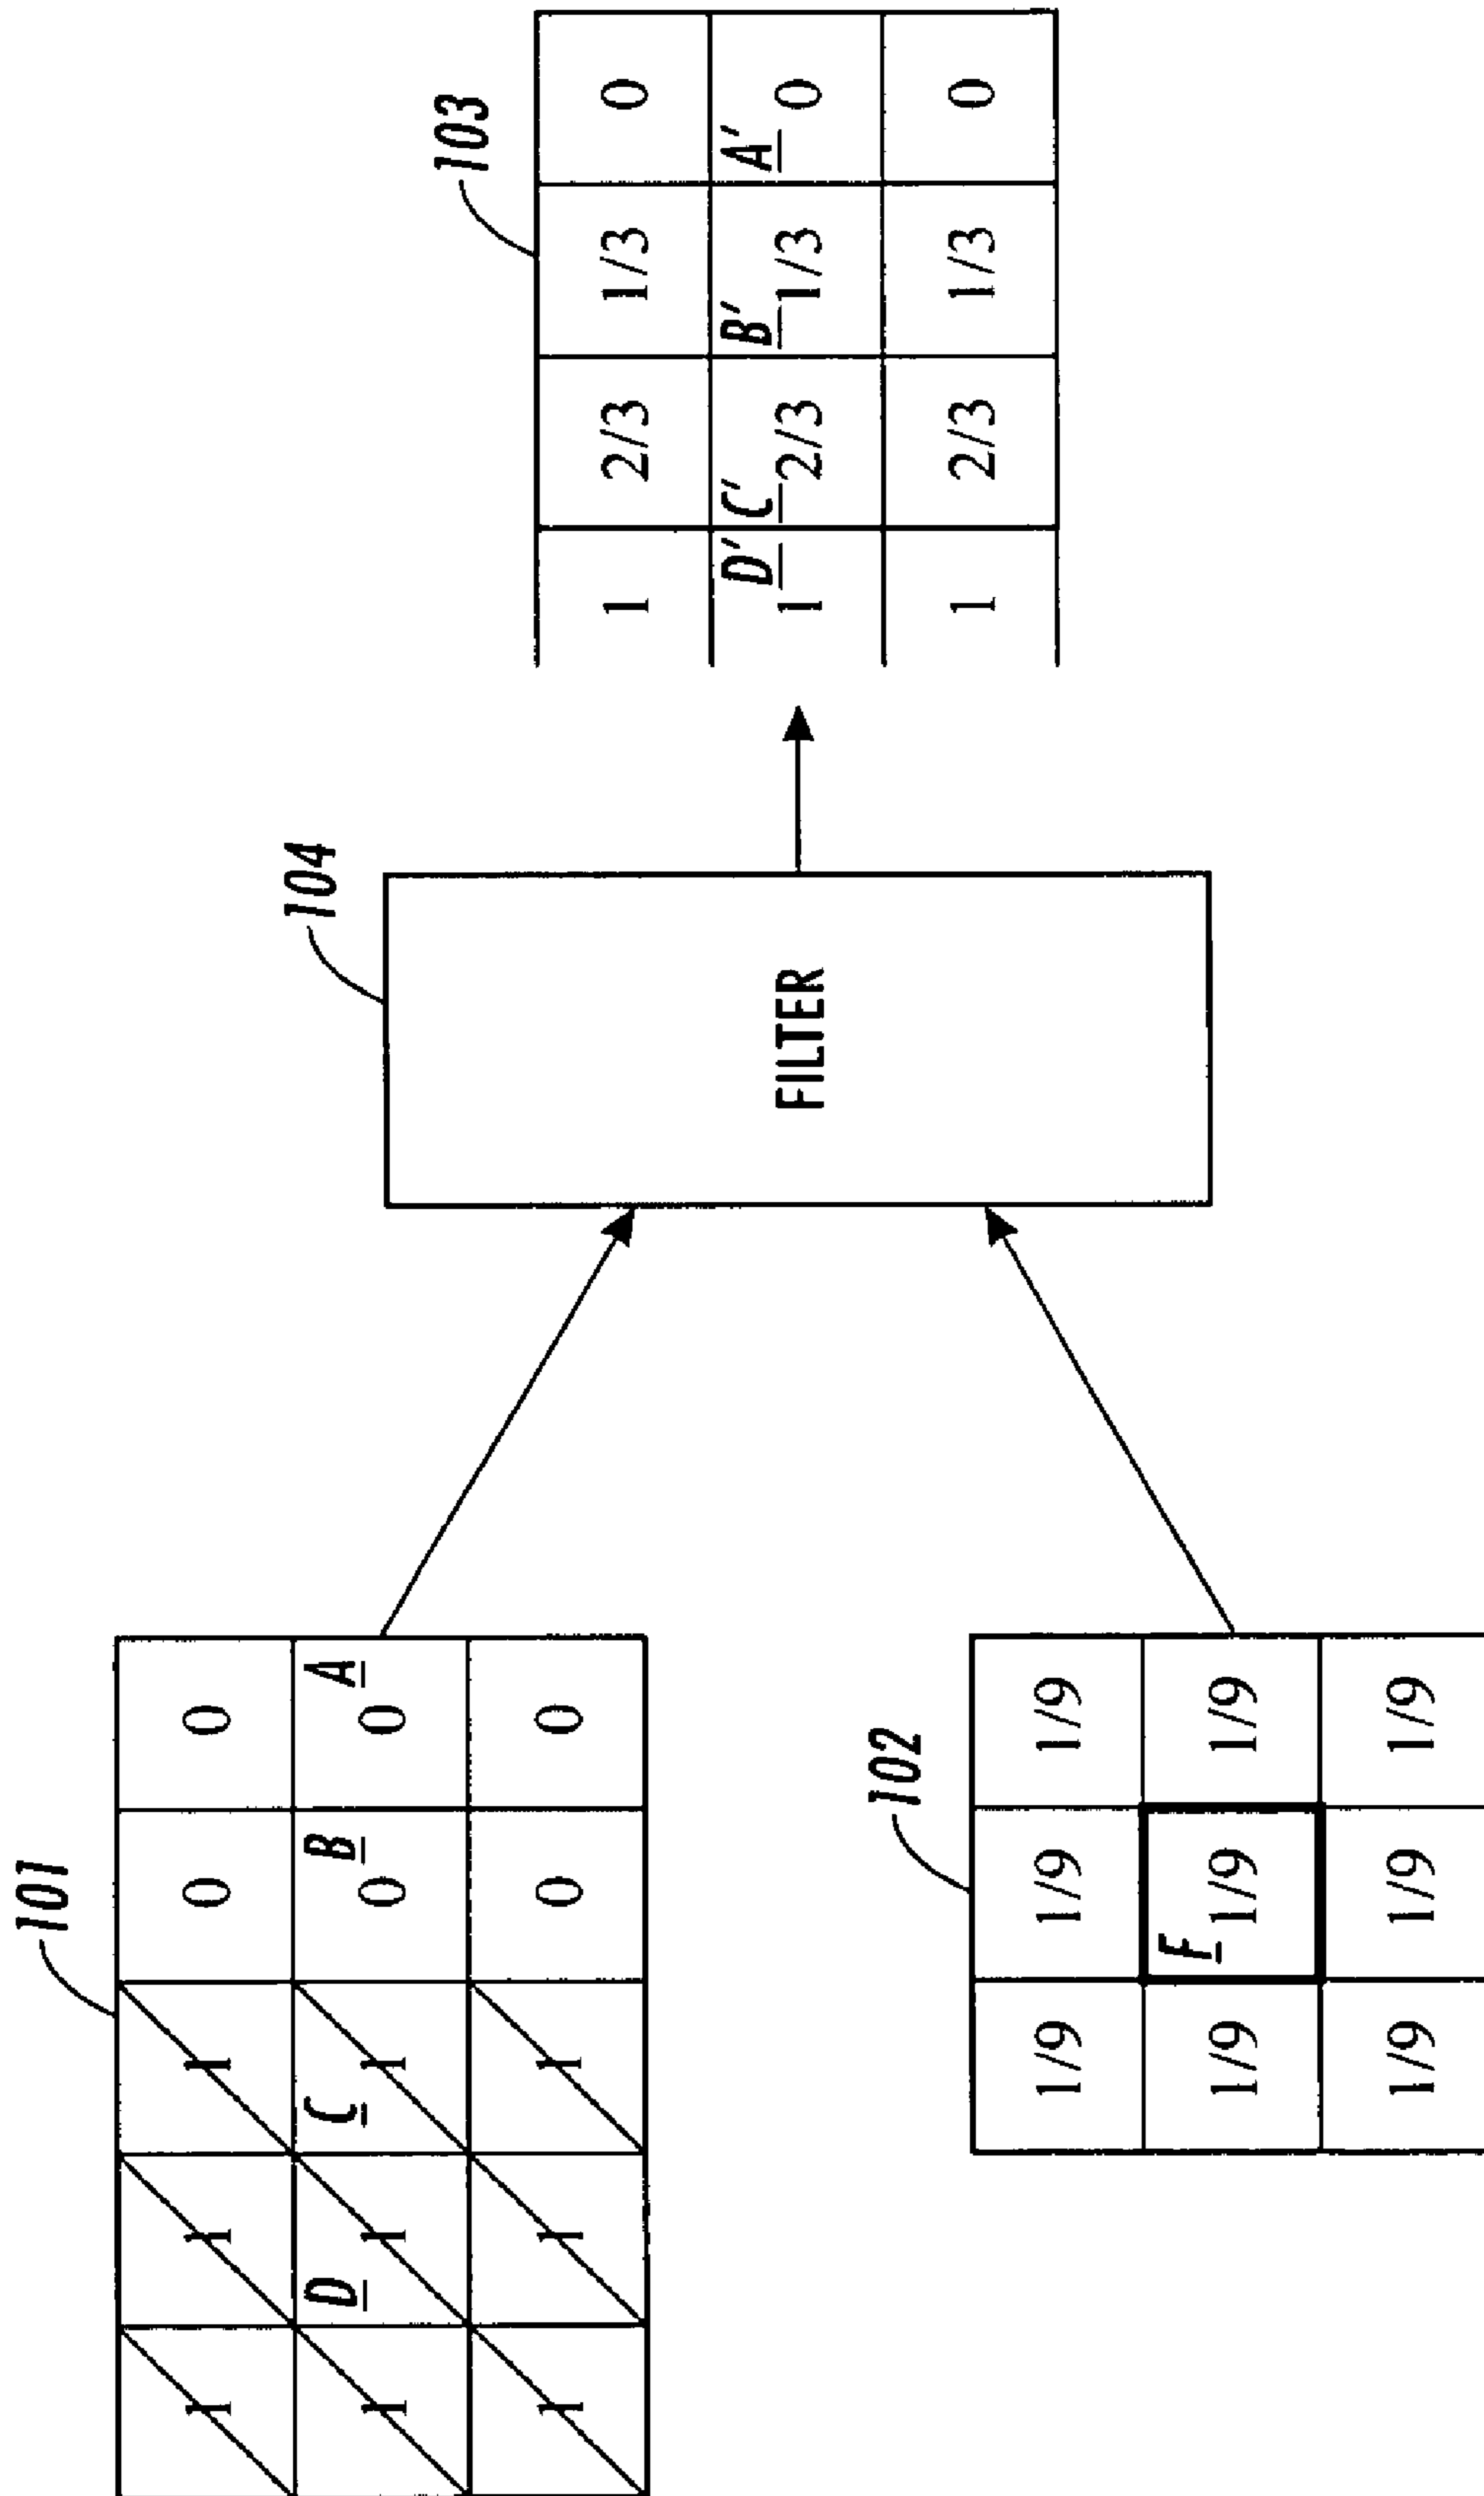 101
1 1 1 0 0
D C B A
1 1 1 0 0
1 1 1 0 0
102
1/9 1/9 1/9
F
1/9 1/9 1/9
1/9 1/9 1/9
104
FILTER
103
1 2/3 1/3 0
D' C' B' A'
1 2/3 1/3 0
1 2/3 1/3 0